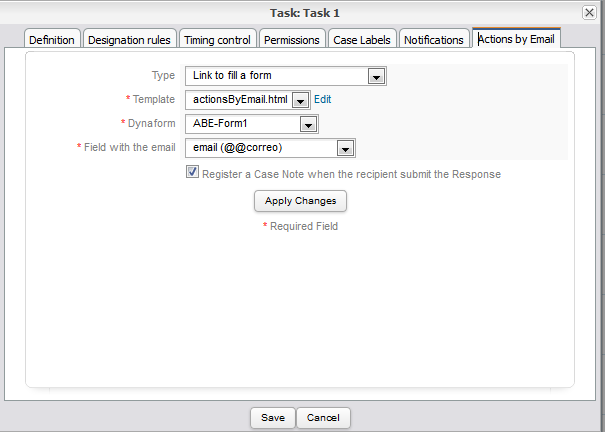 Task: Task 1
Definition Designation rules Timing control Permissions Case Labels Notifications Actions by Email
Type Link to fill a form
* Template actionsByEmail.html Edit
* Dynaform ABE-Form1
* Field with the email email (@@correo)
Register a Case Note when the recipient submit the Response
Apply Changes
* Required Field
Save Cancel